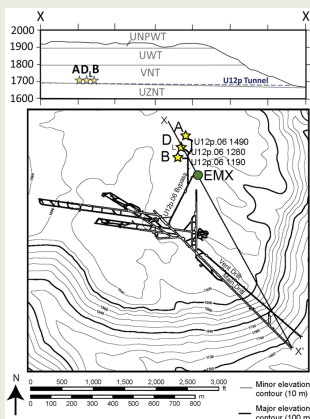 X X'
2000
1900
1800
1700
1600
UNPWT
UWT
VNT
UZNT
AD B
U12p Tunnel
X
A
D
B
U12p.06 1490
U12p.06 1280
U12p.06 1190
EMX
U12p.06 Bypass
Vent Drift
Main Drift
X'
N
0 500 1,000 1,500 2,000 2,500 3,000
ft
m
0 100 200 300 400 500 600 700 800
Minor elevation
contour (10 m)
Major elevation
contour (100 m)